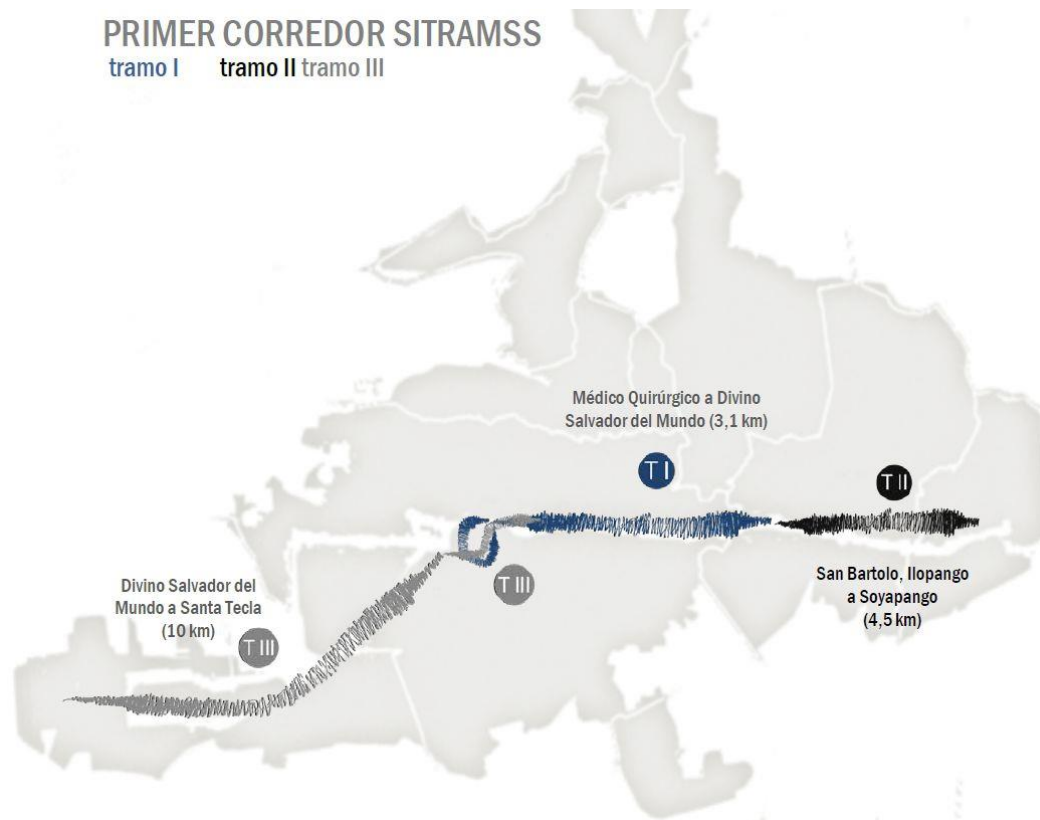 PRIMER CORREDOR SITRAMSS
tramo I tramo II tramo III
Médico Quirúrgico a Divino
Salvador del Mundo (3,1 km)
T I
T II
San Bartolo, Ilopango
a Soyapango
(4,5 km)
T III
Divino Salvador del
Mundo a Santa Tecla
(10 km)
T III